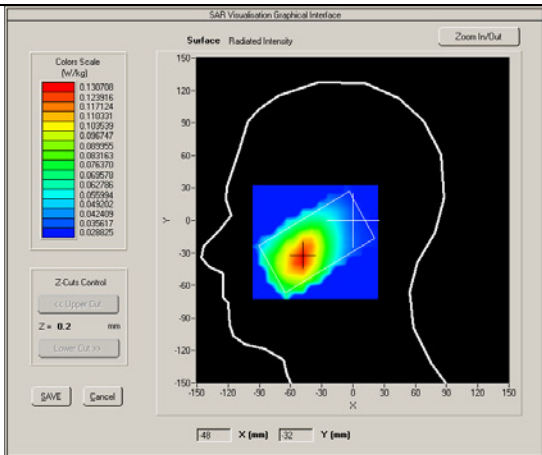 SAR Visualisation Graphical Interface
Surface Radiated Intensity
Zoom In/Out
Colors Scale
(W/kg)
0.130708
0.123916
0.117124
0.110331
0.103539
0.096747
0.089955
0.083163
0.076370
0.069578
0.062786
0.055994
0.049202
0.042409
0.035617
0.028825
Z-Cuts Control
<< Upper Cut
Z = 0.2 mm
Lower Cut >>
SAVE Cancel
150-
120-
90-
60-
30-
Y 0-
-30-
-60-
-90-
-120-
-150-
-150 -120 -90 -60 -30 0 30 60 90 120 150
X
-48 X (mm) -32 Y (mm)